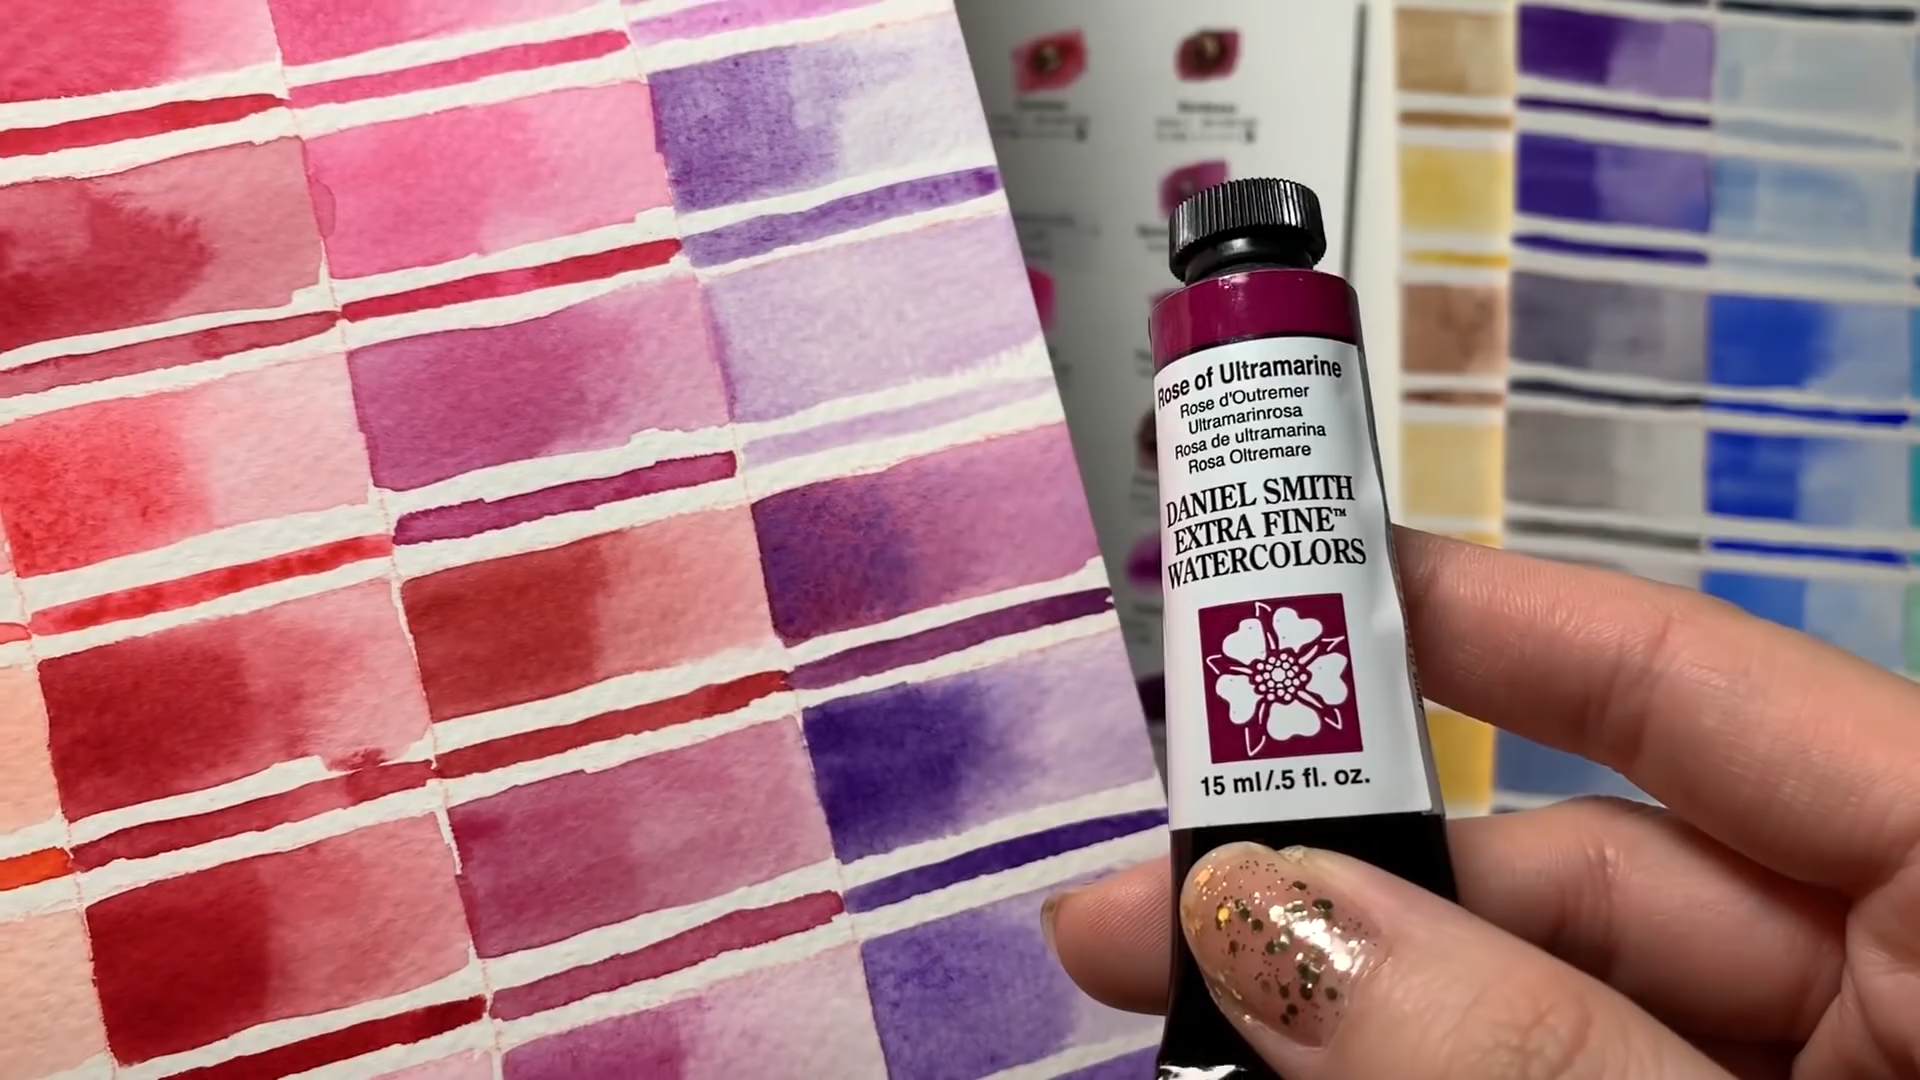 Rose of Ultramarine
Rose d'Outremer
Ultramarinrosa
Rosa de ultramarina
Rosa Oltremare
DANIEL SMITH
EXTRA FINE™
WATERCOLORS
15 ml/.5 fl. oz.